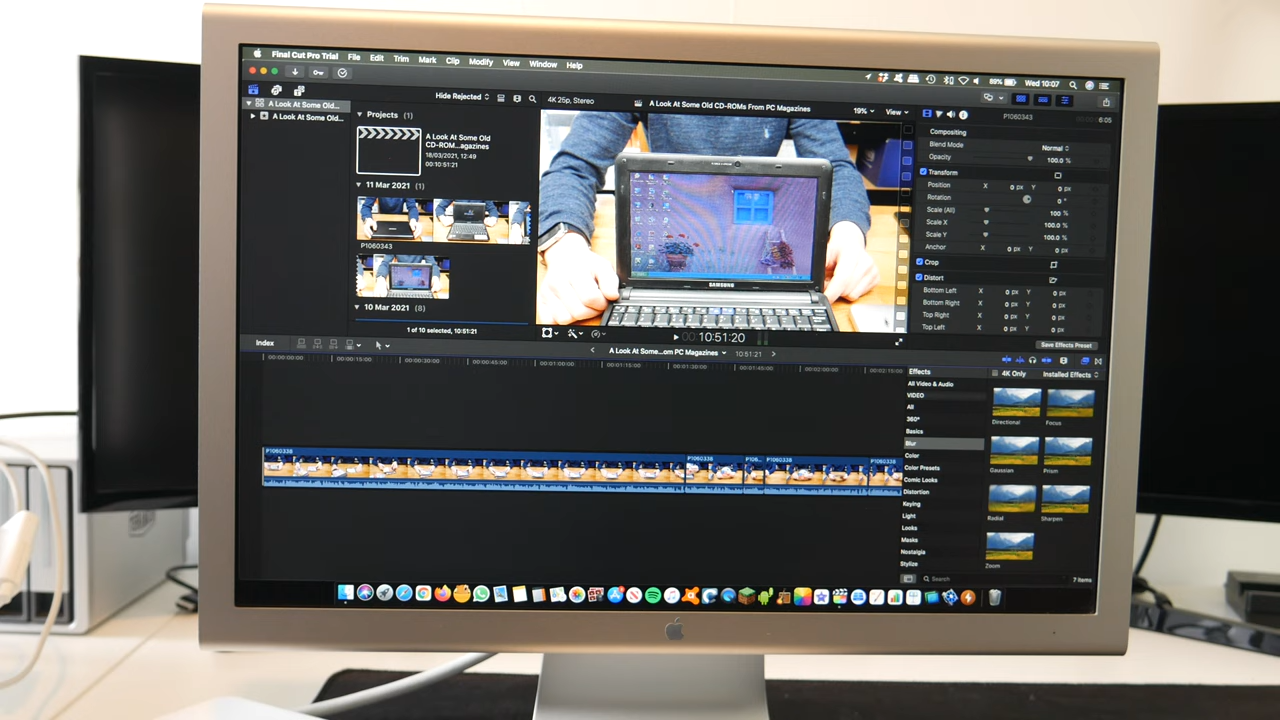 Final Cut Pro Trial File Edit Trim Mark Clip Modify View Window Help
89% Wed 10:07
A Look At Some Old...
A Look At Some Old...
Hide Rejected
Projects (1)
A Look At Some Old
CD-ROM...agazines
18/03/2021, 12:49
00:10:51:21
11 Mar 2021 (1)
P1060343
10 Mar 2021 (8)
1 of 10 selected, 10:51:21
4K 25p, Stereo
A Look At Some Old CD-ROMs From PC Magazines
19% View
SAMSUNG
10:51:20
P1060343
6:05
Compositing
Blend Mode Normal
Opacity 100.0 %
Transform
Position X 0 px Y 0 px
Rotation 0 °
Scale (All) 100 %
Scale X 100.0 %
Scale Y 100.0 %
Anchor X 0 px Y 0 px
Crop
Distort
Bottom Left X 0 px Y 0 px
Bottom Right X 0 px Y 0 px
Top Right X 0 px Y 0 px
Top Left X 0 px Y 0 px
Save Effects Preset
Index
A Look At Some...om PC Magazines
10:51:21
00:00:00:00 00:00:15:00 00:00:30:00 00:00:45:00 00:01:00:00 00:01:15:00 00:01:30:00 00:01:45:00 00:02:00:00 00:02:15:00
P1060338 P1060338 P106... P1060338 P1060338
Effects
4K Only Installed Effects
All Video & Audio
VIDEO
All
360°
Basics
Blur
Color
Color Presets
Comic Looks
Distortion
Keying
Light
Looks
Masks
Nostalgia
Stylize
Directional Focus
Gaussian Prism
Radial Sharpen
Zoom
Search
7 items